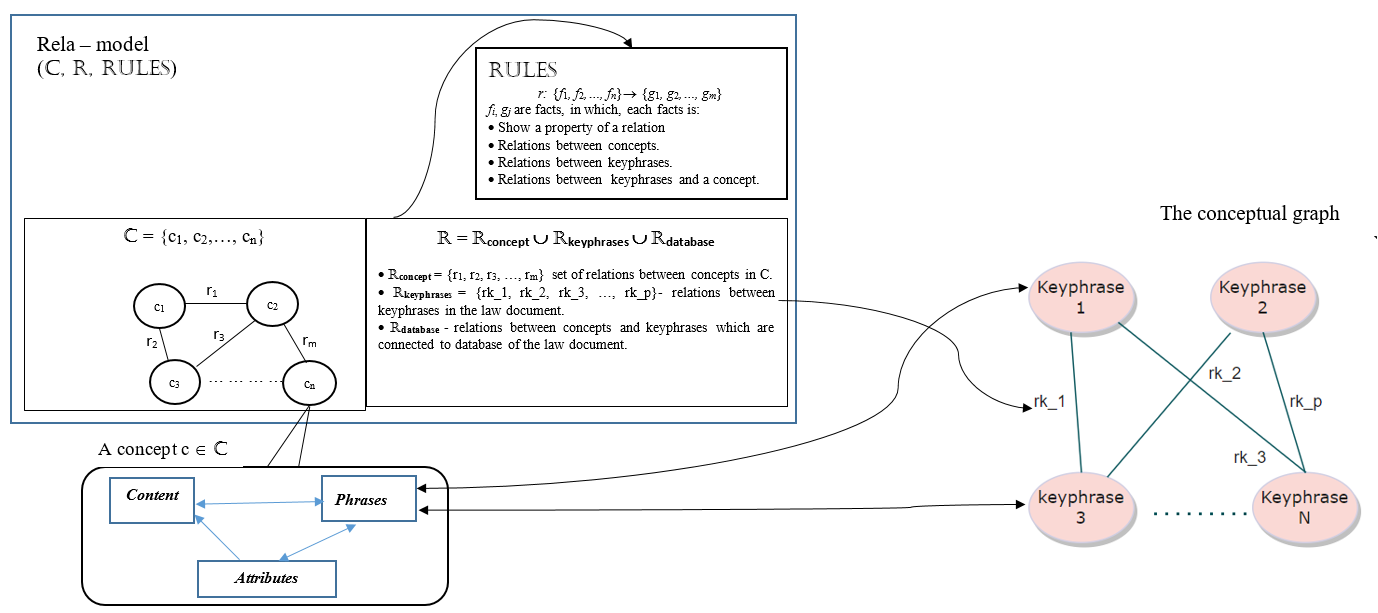 Rela – model
(ℂ, ℝ, RULES)
RULES
r: {f1, f2, ..., fn}→ {g1, g2, ..., gm}
fi, gj are facts, in which, each facts is:
• Show a property of a relation
• Relations between concepts.
• Relations between keyphrases.
• Relations between keyphrases and a concept.
ℂ = {c1, c2,…, cn}
c1
r1
c2
r2
r3
rm
c3
... ... ... ...
cn
ℝ = ℝconcept ∪ ℝkeyphrases ∪ ℝdatabase
• ℝconcept = {r1, r2, r3, …, rm} set of relations between concepts in C.
• ℝkeyphrases = {rk_1, rk_2, rk_3, …, rk_p}- relations between
keyphrases in the law document.
• ℝdatabase - relations between concepts and keyphrases which are
connected to database of the law document.
A concept c ∈ ℂ
Content
Phrases
Attributes
The conceptual graph
Keyphrase
1
Keyphrase
2
rk_1
rk_2
rk_p
rk_3
keyphrase
3
Keyphrase
N